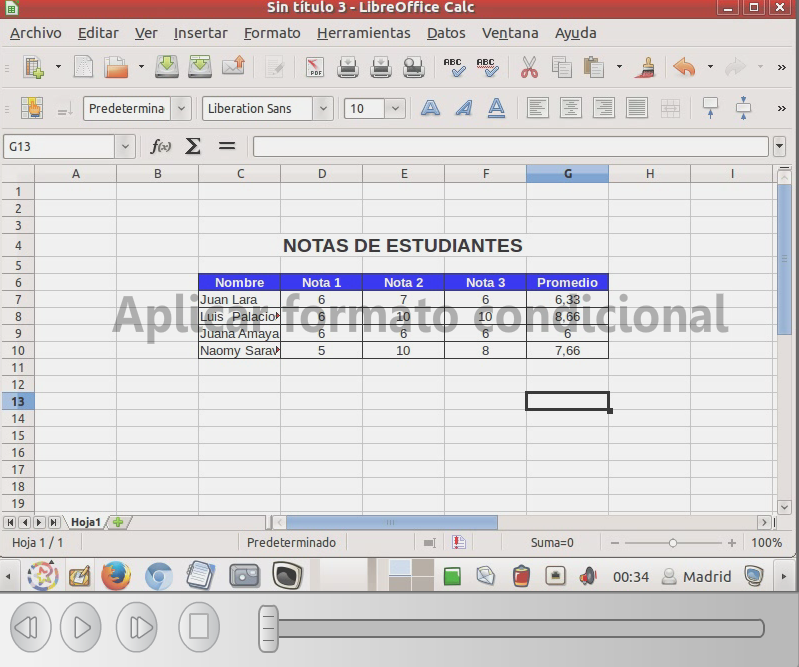 Sin título 3 - LibreOffice Calc
Archivo Editar Ver Insertar Formato Herramientas Datos Ventana Ayuda
PDF ABC ABC »
Predetermina Liberation Sans 10 A A A »
G13 f(x) Σ =
A B C D E F G H I
1
2
3
4 NOTAS DE ESTUDIANTES
5
6 Nombre Nota 1 Nota 2 Nota 3 Promedio
7 Juan Lara 6 7 6 6,33
Aplicar formato condicional
8 Luis Palacio 6 10 10 8,66
9 Juana Amaya 6 6 6 6
10 Naomy Sarav 5 10 8 7,66
11
12
13
14
15
16
17
18
19
Hoja1
Hoja 1 / 1 Predeterminado Suma=0 100%
00:34 Madrid